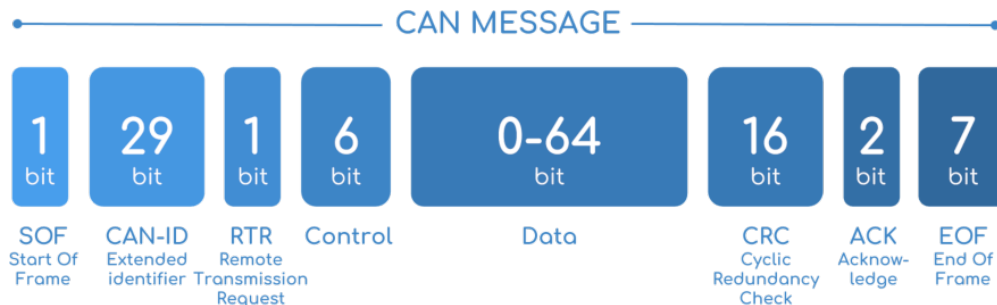 CAN MESSAGE
1
bit
29
bit
1
bit
6
bit
0-64
bit
16
bit
2
bit
7
bit
SOF
Start Of
Frame
CAN-ID
Extended
identifier
RTR
Remote
Transmission
Request
Control
Data
CRC
Cyclic
Redundancy
Check
ACK
Acknow-
ledge
EOF
End Of
Frame